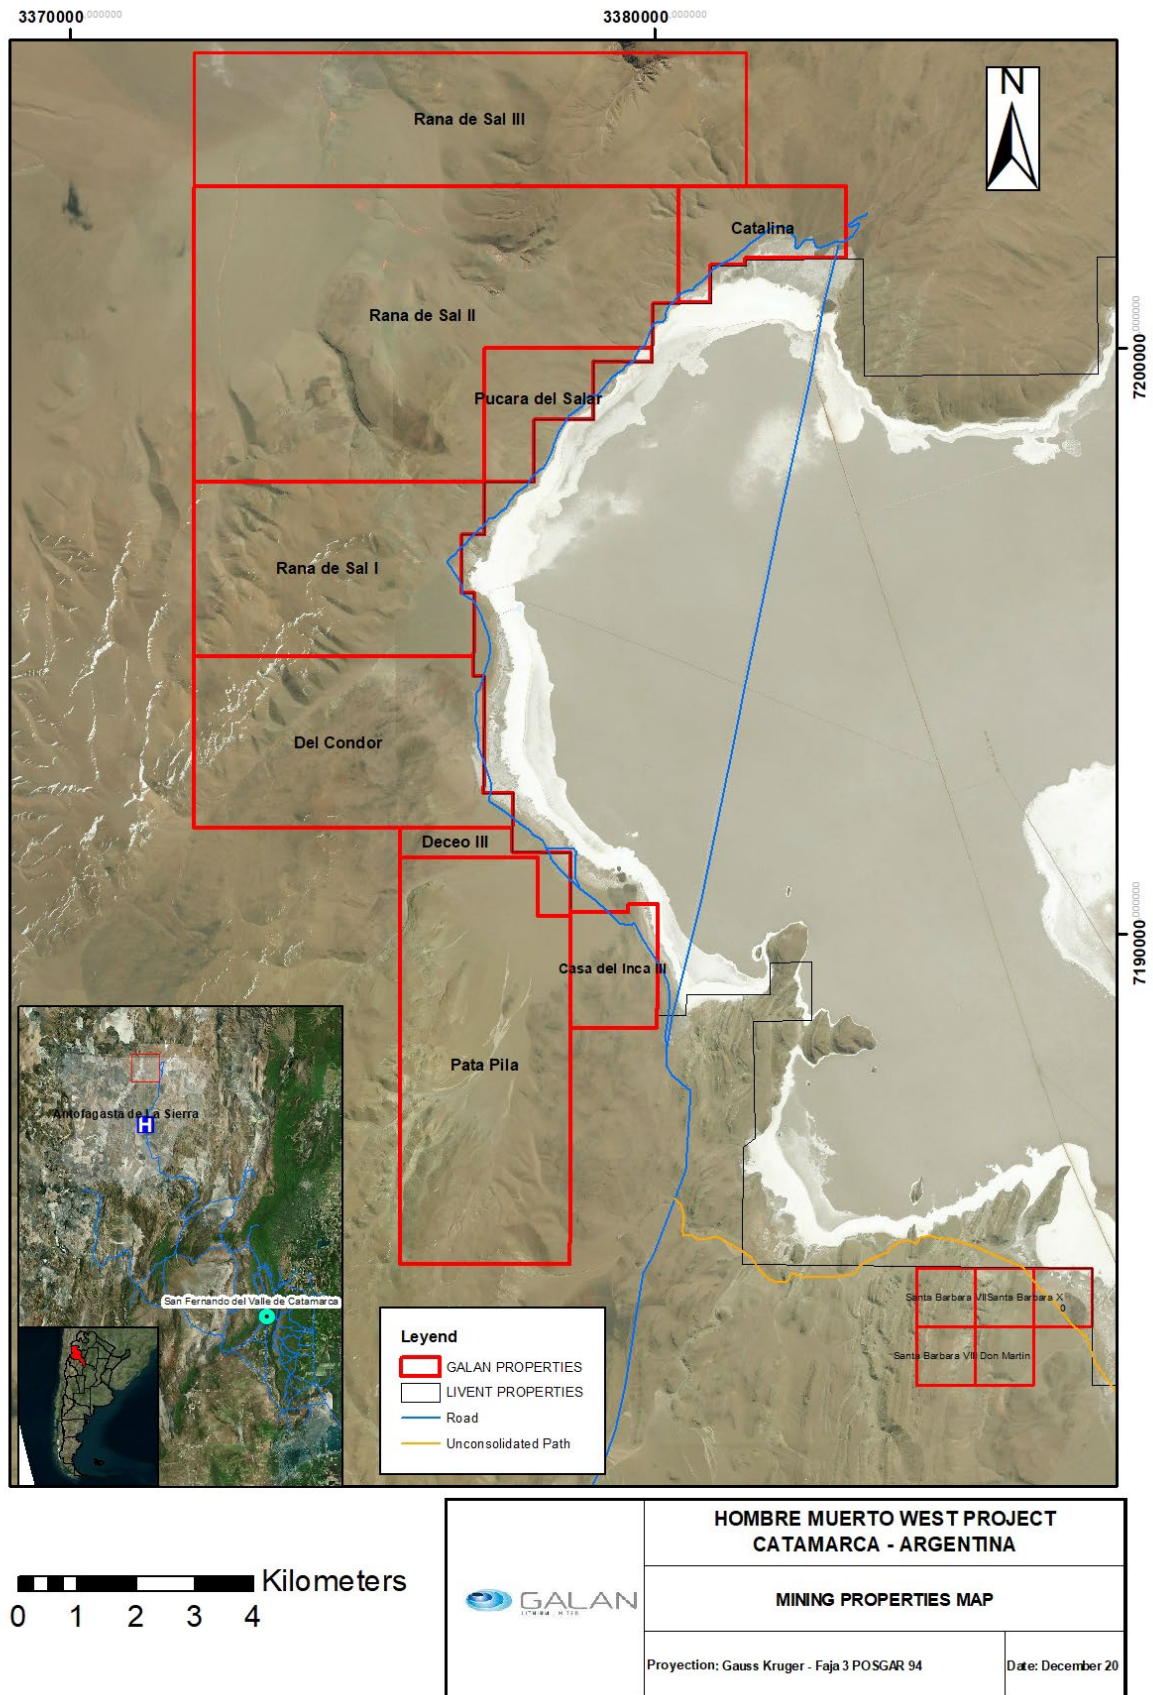 3370000,000000
3380000,000000
N
Rana de Sal III
Catalina
Rana de Sal II
7200000,000000
Pucara del Salar
Rana de Sal I
Del Condor
Deceo III
7190000,000000
Casa del Inca III
Pata Pila
Antofagasta de La Sierra
H
San Fernando del Valle de Catamarca
Santa Barbara VII
Santa Barbara X
0
Santa Barbara VIII
Don Martin
Leyend
GALAN PROPERTIES
LIVENT PROPERTIES
Road
Unconsolidated Path
Kilometers
0 1 2 3 4
GALAN
HOMBRE MUERTO WEST PROJECT
CATAMARCA - ARGENTINA
MINING PROPERTIES MAP
Proyection: Gauss Kruger - Faja 3 POSGAR 94
Date: December 20